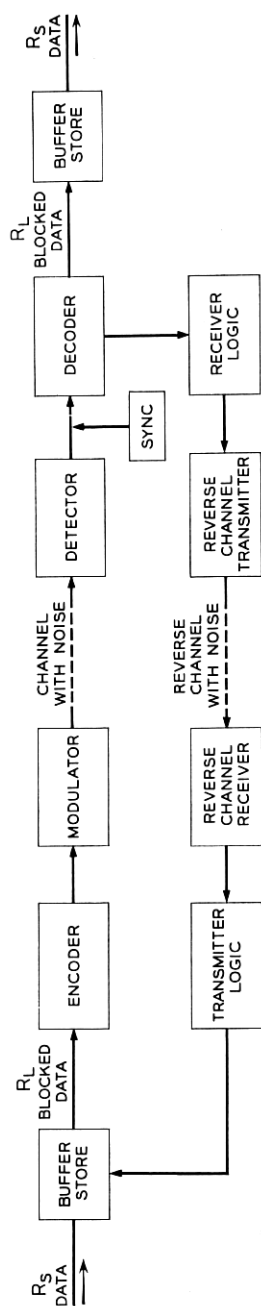 R_S
DATA
BUFFER
STORE
R_L
BLOCKED
DATA
ENCODER
MODULATOR
CHANNEL
WITH NOISE
DETECTOR
SYNC
DECODER
R_L
BLOCKED
DATA
BUFFER
STORE
R_S
DATA
RECEIVER
LOGIC
REVERSE
CHANNEL
TRANSMITTER
REVERSE
CHANNEL
WITH NOISE
REVERSE
CHANNEL
RECEIVER
TRANSMITTER
LOGIC